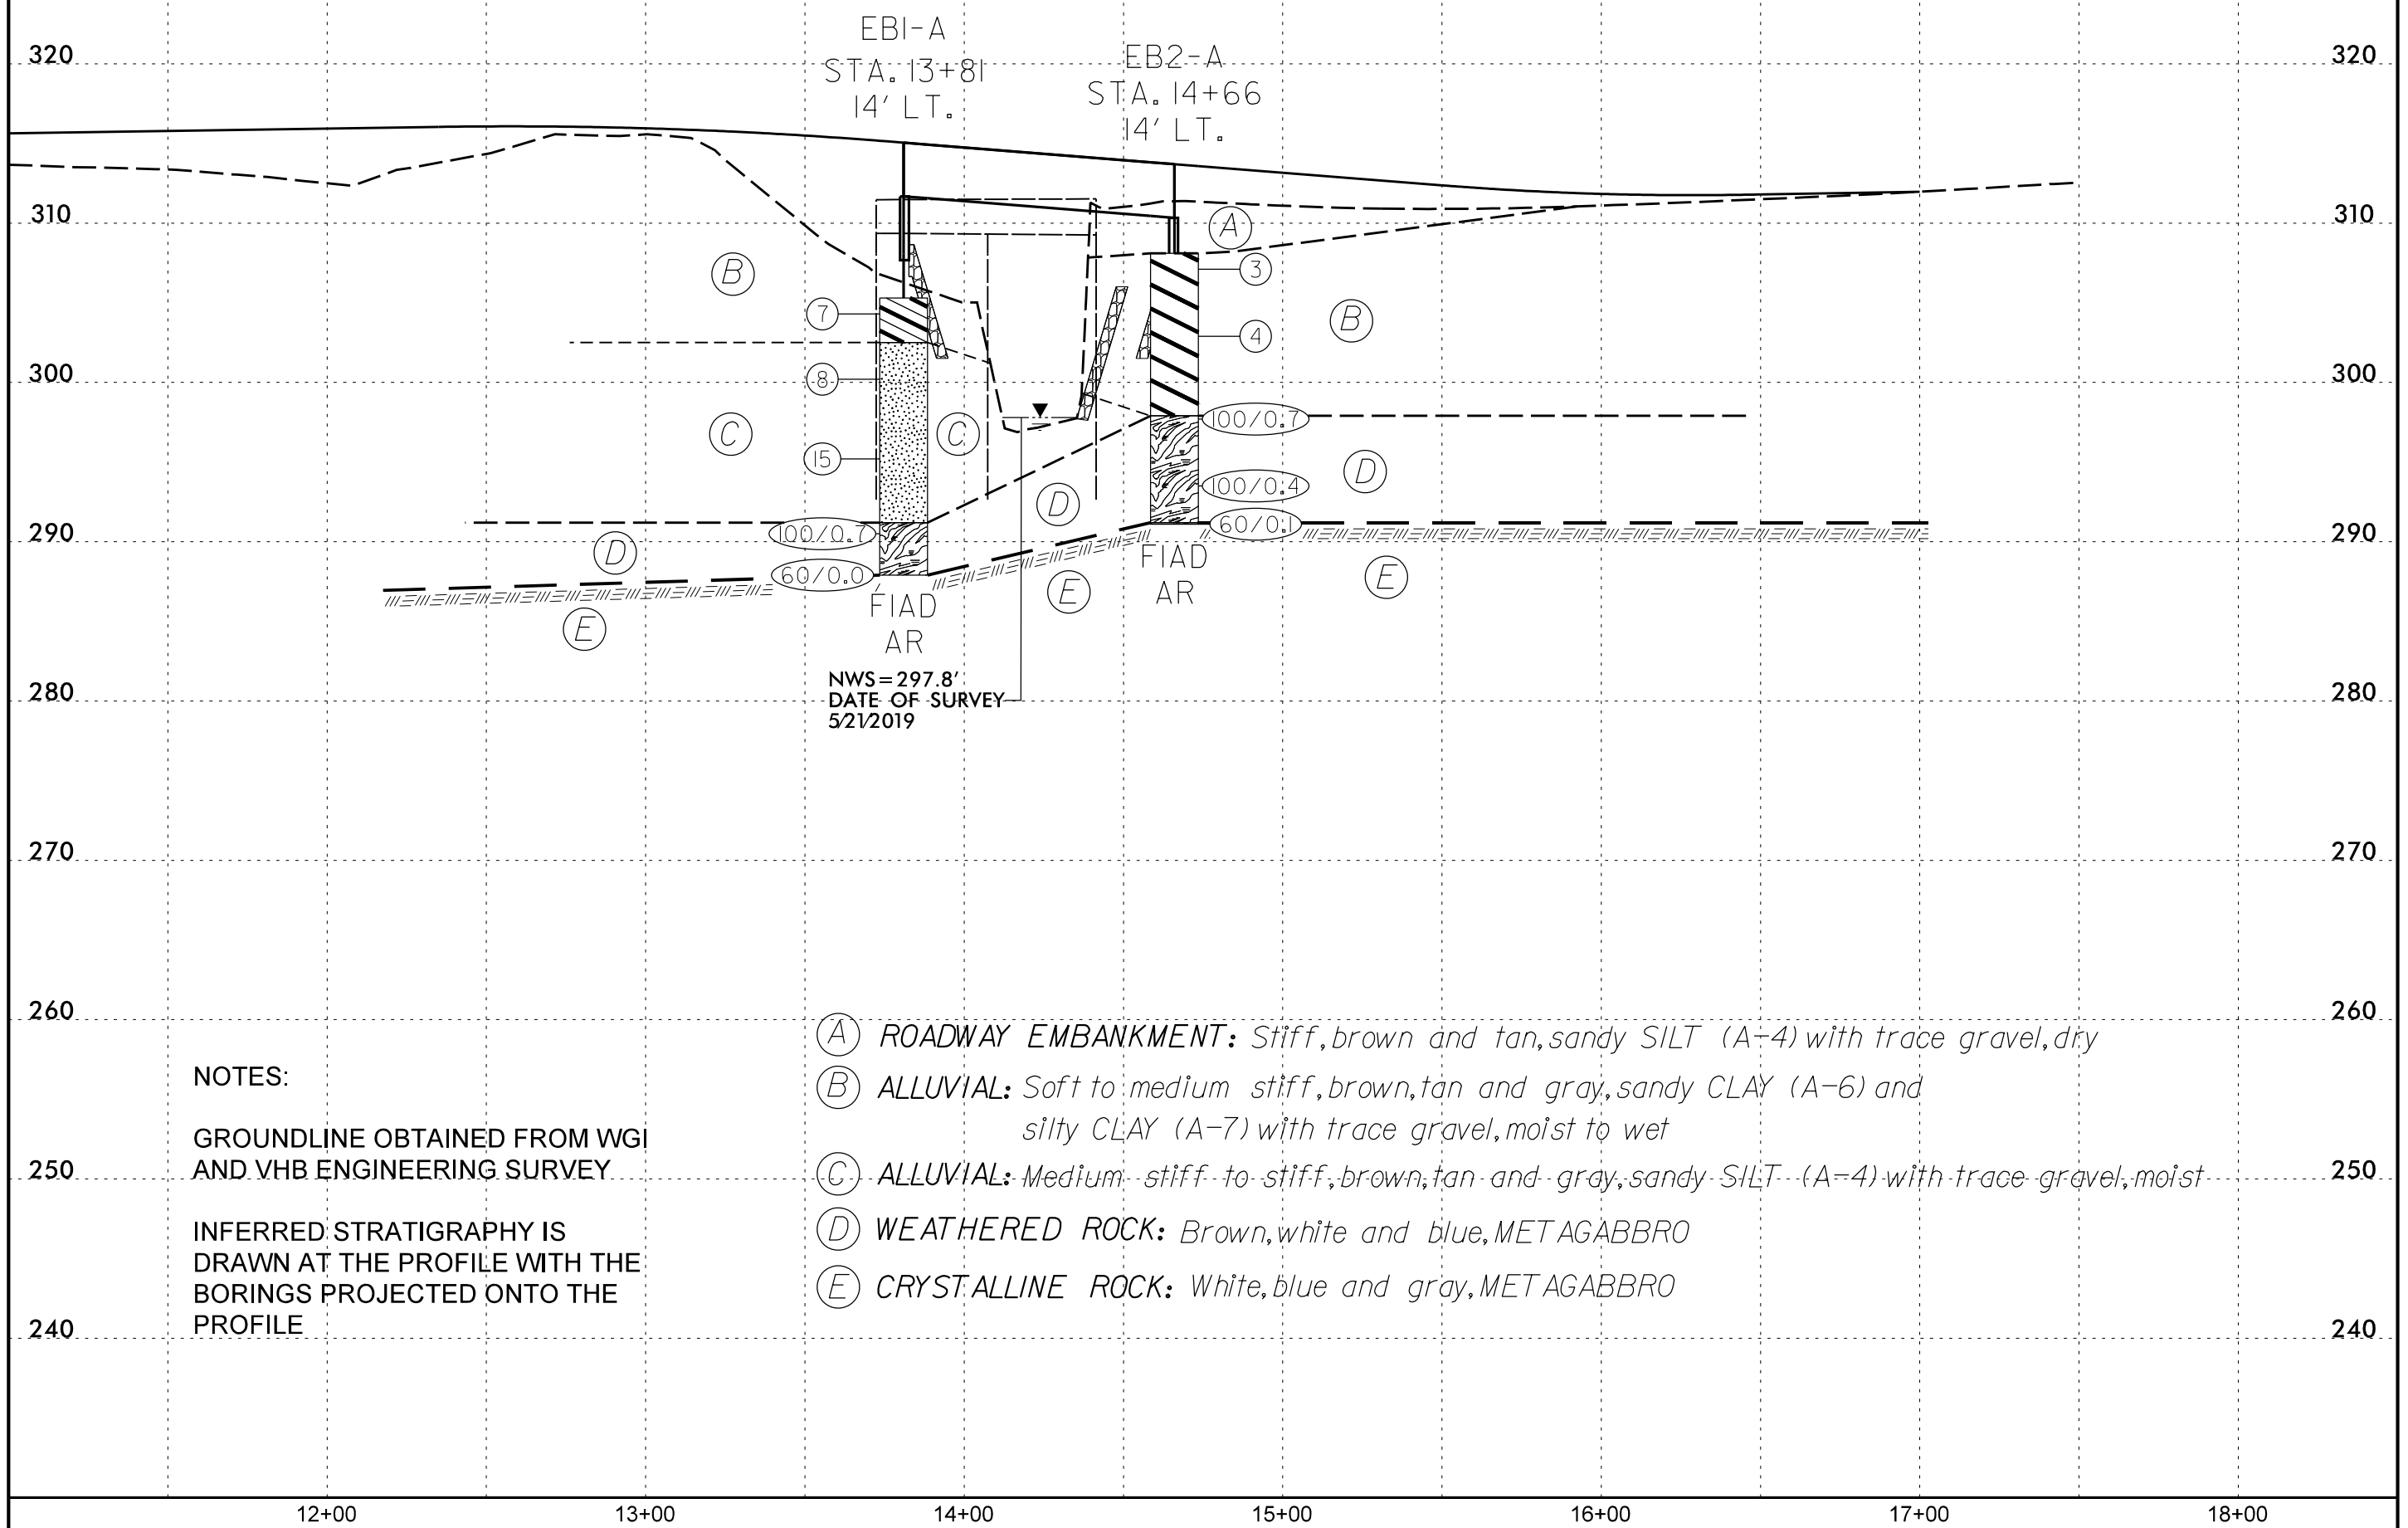 EB1-A
STA. 13+81
14' LT.
EB2-A
STA. 14+66
14' LT.
320
320
310
310
300
300
290
290
280
280
270
270
260
260
250
250
240
240
A
B
B
C
C
D
D
D
E
E
E
7
8
15
100/0.7
60/0.0
3
4
100/0.7
100/0.4
60/0.1
FIAD
AR
FIAD
AR
NWS=297.8'
DATE OF SURVEY
5/21/2019
NOTES:
GROUNDLINE OBTAINED FROM WGI
AND VHB ENGINEERING SURVEY
INFERRED STRATIGRAPHY IS
DRAWN AT THE PROFILE WITH THE
BORINGS PROJECTED ONTO THE
PROFILE
A ROADWAY EMBANKMENT: Stiff, brown and tan, sandy SILT (A-4) with trace gravel, dry
B ALLUVIAL: Soft to medium stiff, brown, tan and gray, sandy CLAY (A-6) and
silty CLAY (A-7) with trace gravel, moist to wet
C ALLUVIAL: Medium stiff to stiff, brown, tan and gray, sandy SILT (A-4) with trace gravel, moist
D WEATHERED ROCK: Brown, white and blue, METAGABBRO
E CRYSTALLINE ROCK: White, blue and gray, METAGABBRO
12+00 13+00 14+00 15+00 16+00 17+00 18+00